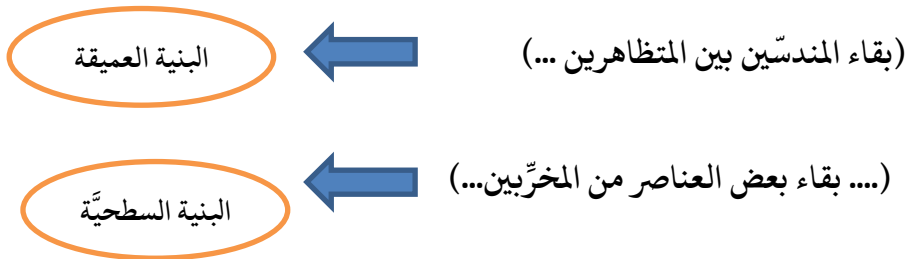 (بقاء المندسّين بين المتظاهرين ...)
البنية العميقة
(.... بقاء بعض العناصر من المخرِّبين...)
البنية السطحيَّة